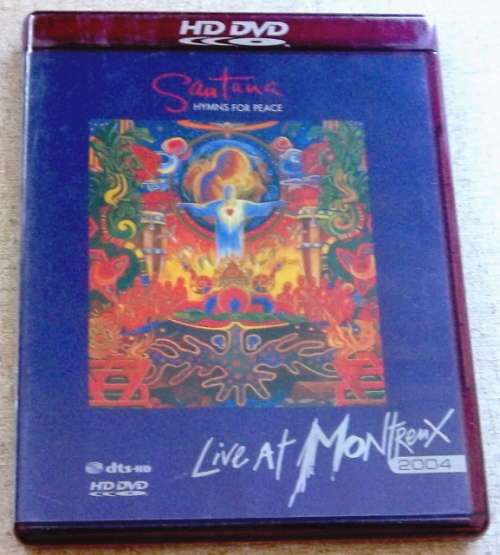 HD DVD
Santana
HYMNS FOR PEACE
Live At Montreux
2004
dts-HD
HD DVD